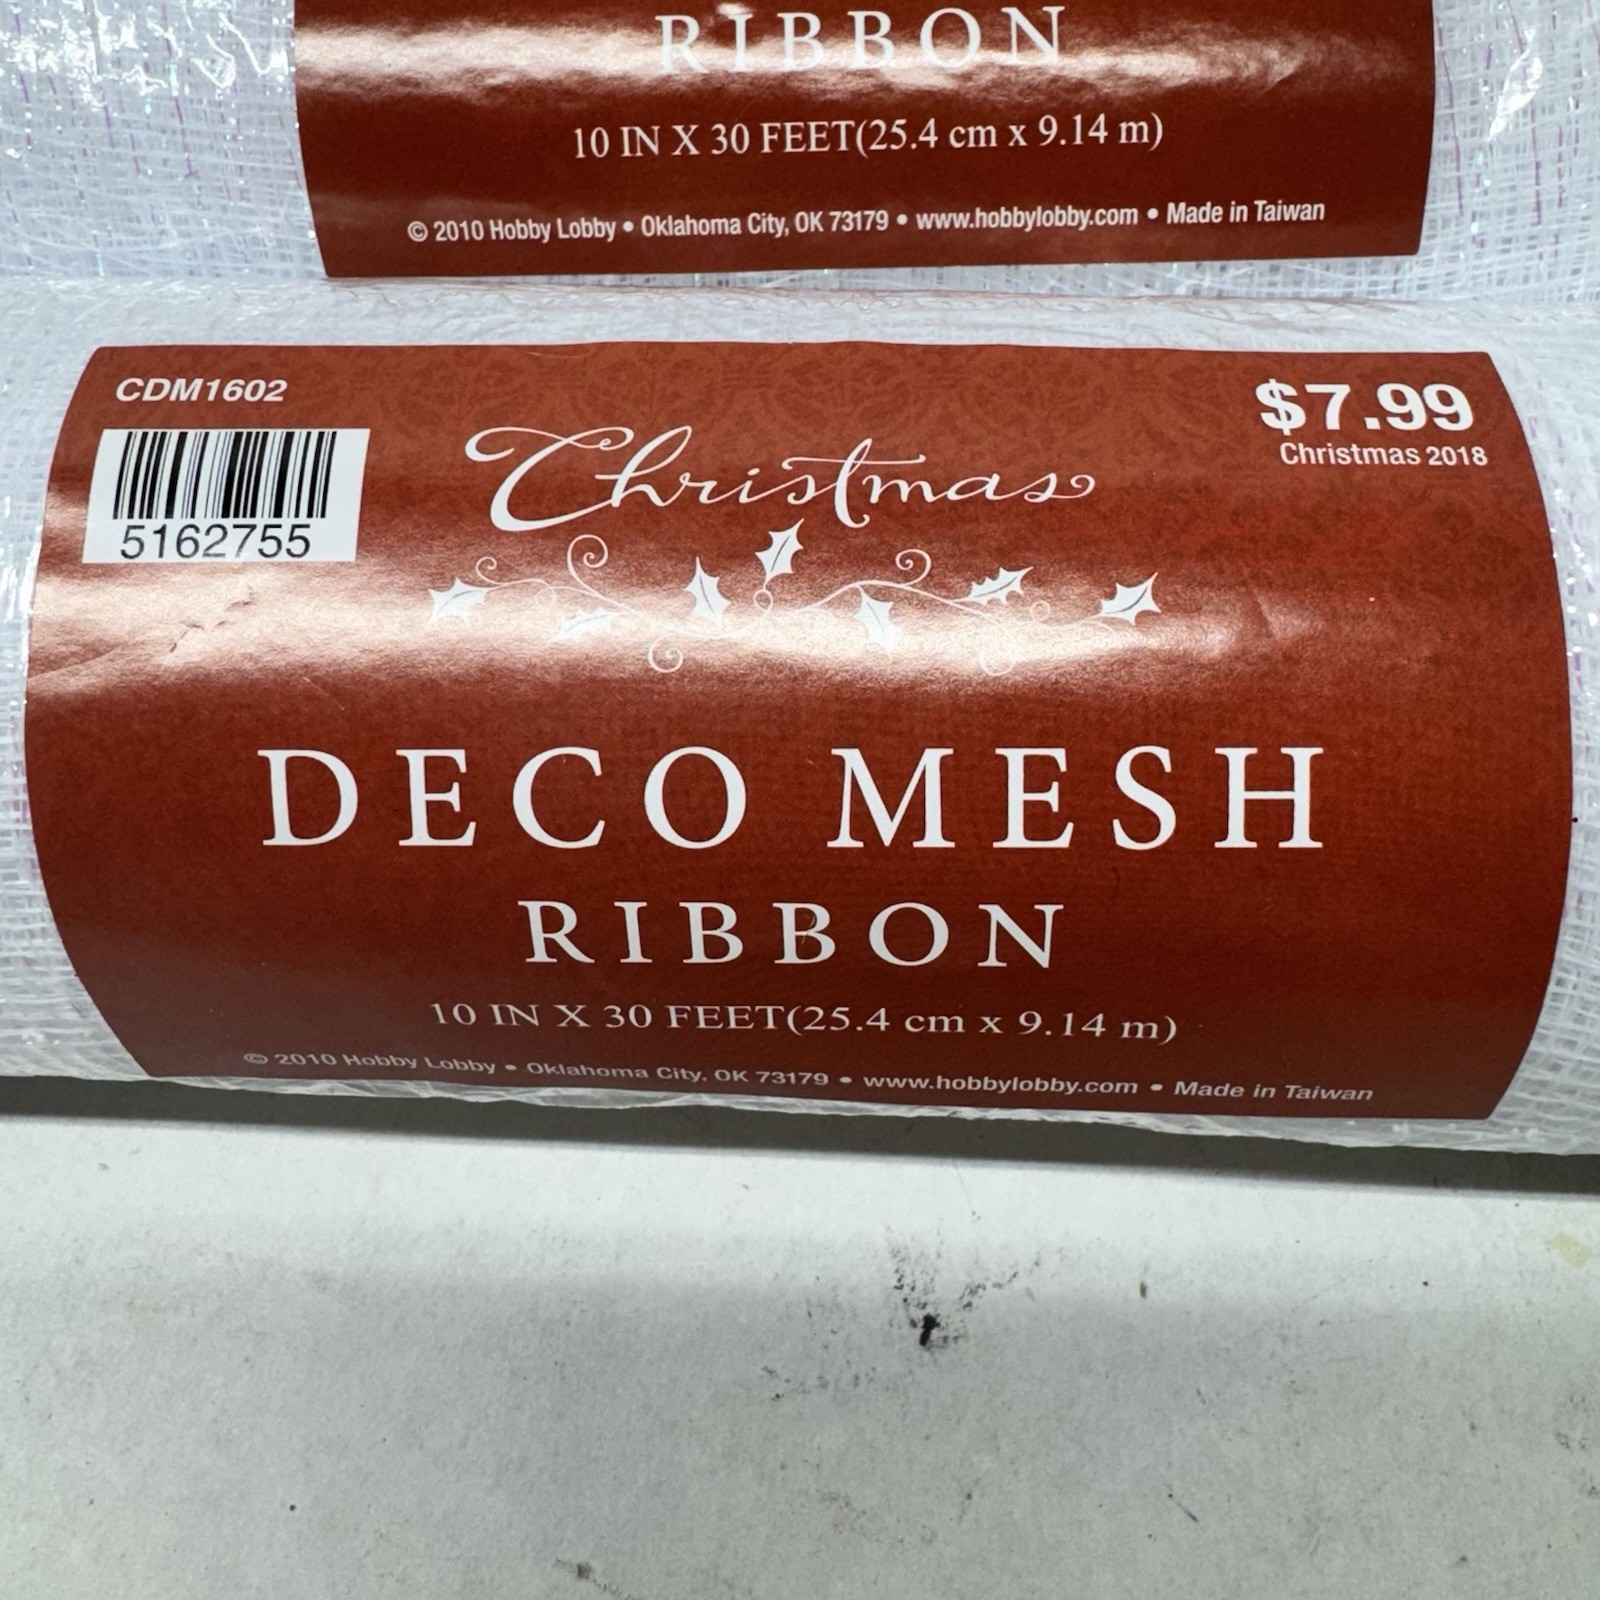 RIBBON
10 IN X 30 FEET(25.4 cm x 9.14 m)
© 2010 Hobby Lobby • Oklahoma City, OK 73179 • www.hobbylobby.com • Made in Taiwan
CDM1602
5162755
$7.99
Christmas 2018
Christmas
DECO MESH
RIBBON
10 IN X 30 FEET(25.4 cm x 9.14 m)
© 2010 Hobby Lobby • Oklahoma City, OK 73179 • www.hobbylobby.com • Made in Taiwan